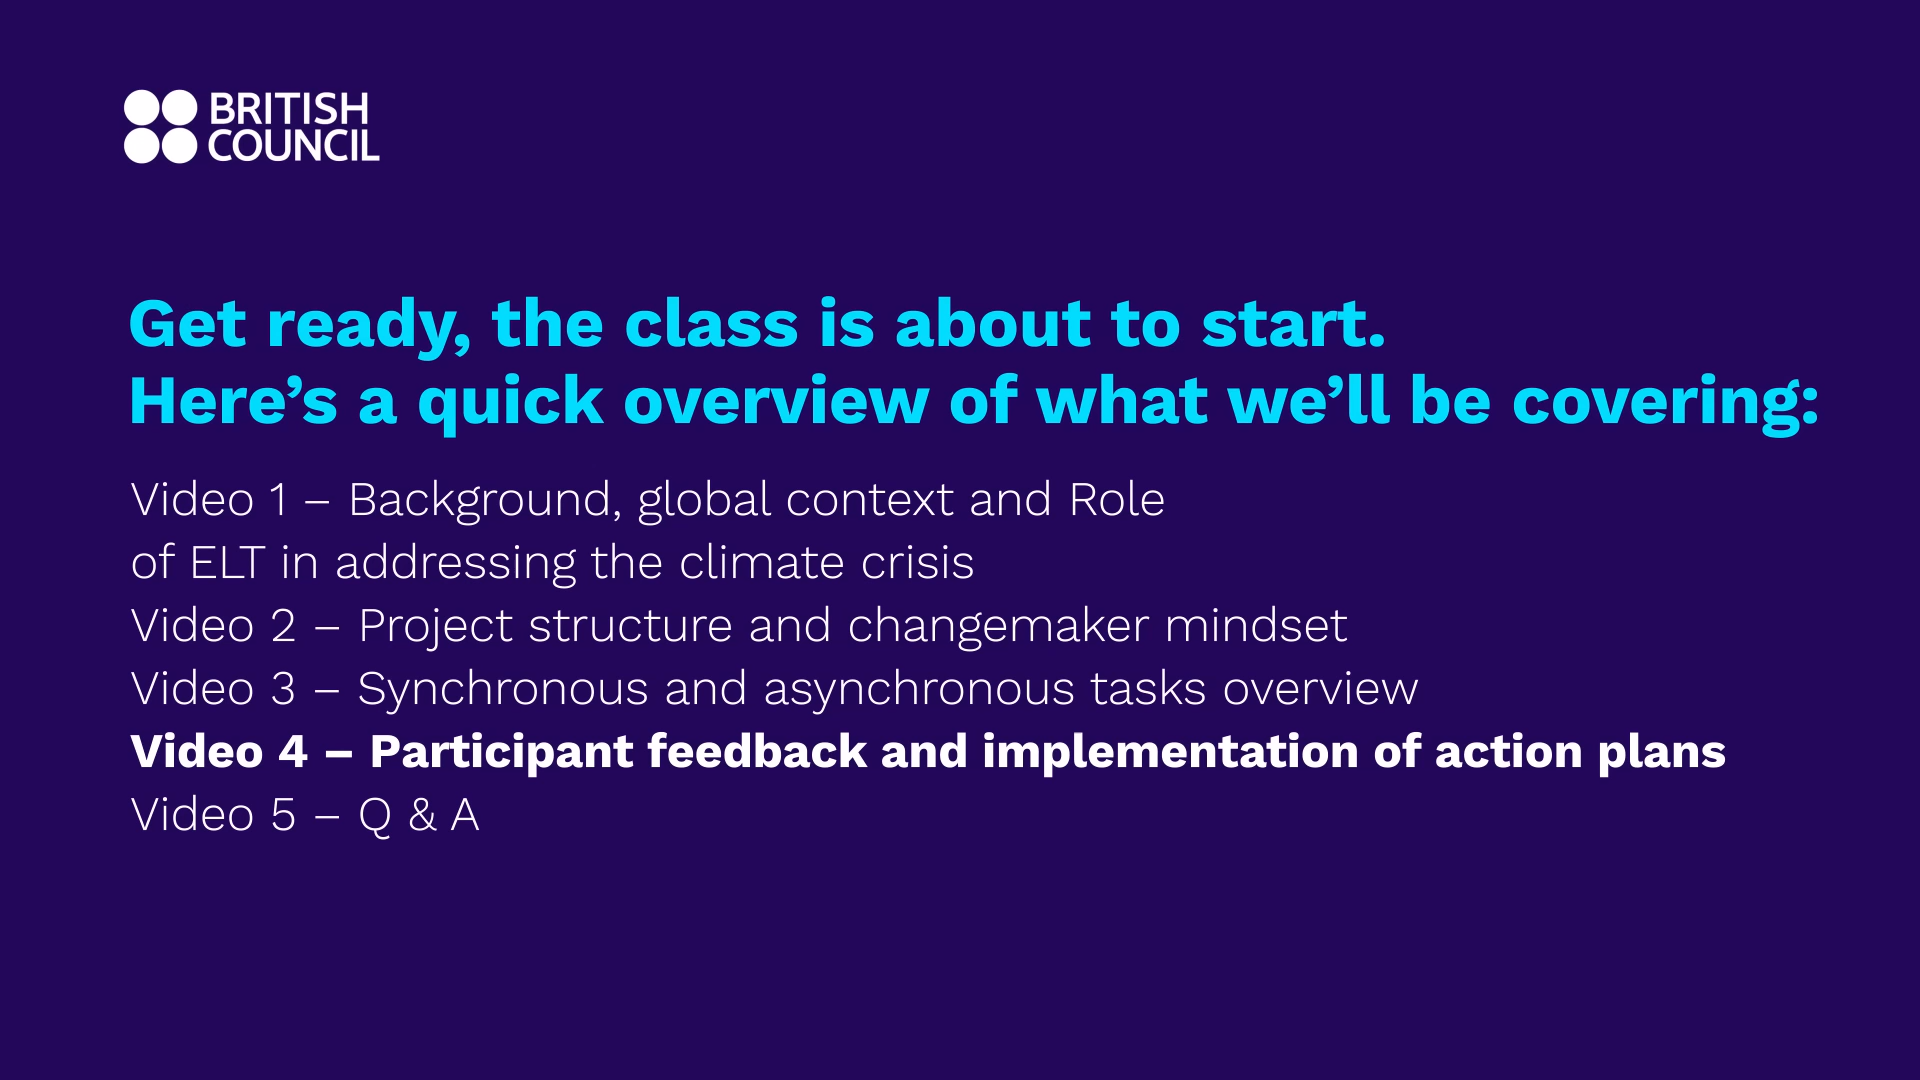 BRITISH
COUNCIL
Get ready, the class is about to start.
Here’s a quick overview of what we’ll be covering:
Video 1 – Background, global context and Role
of ELT in addressing the climate crisis
Video 2 – Project structure and changemaker mindset
Video 3 – Synchronous and asynchronous tasks overview
Video 4 – Participant feedback and implementation of action plans
Video 5 – Q & A